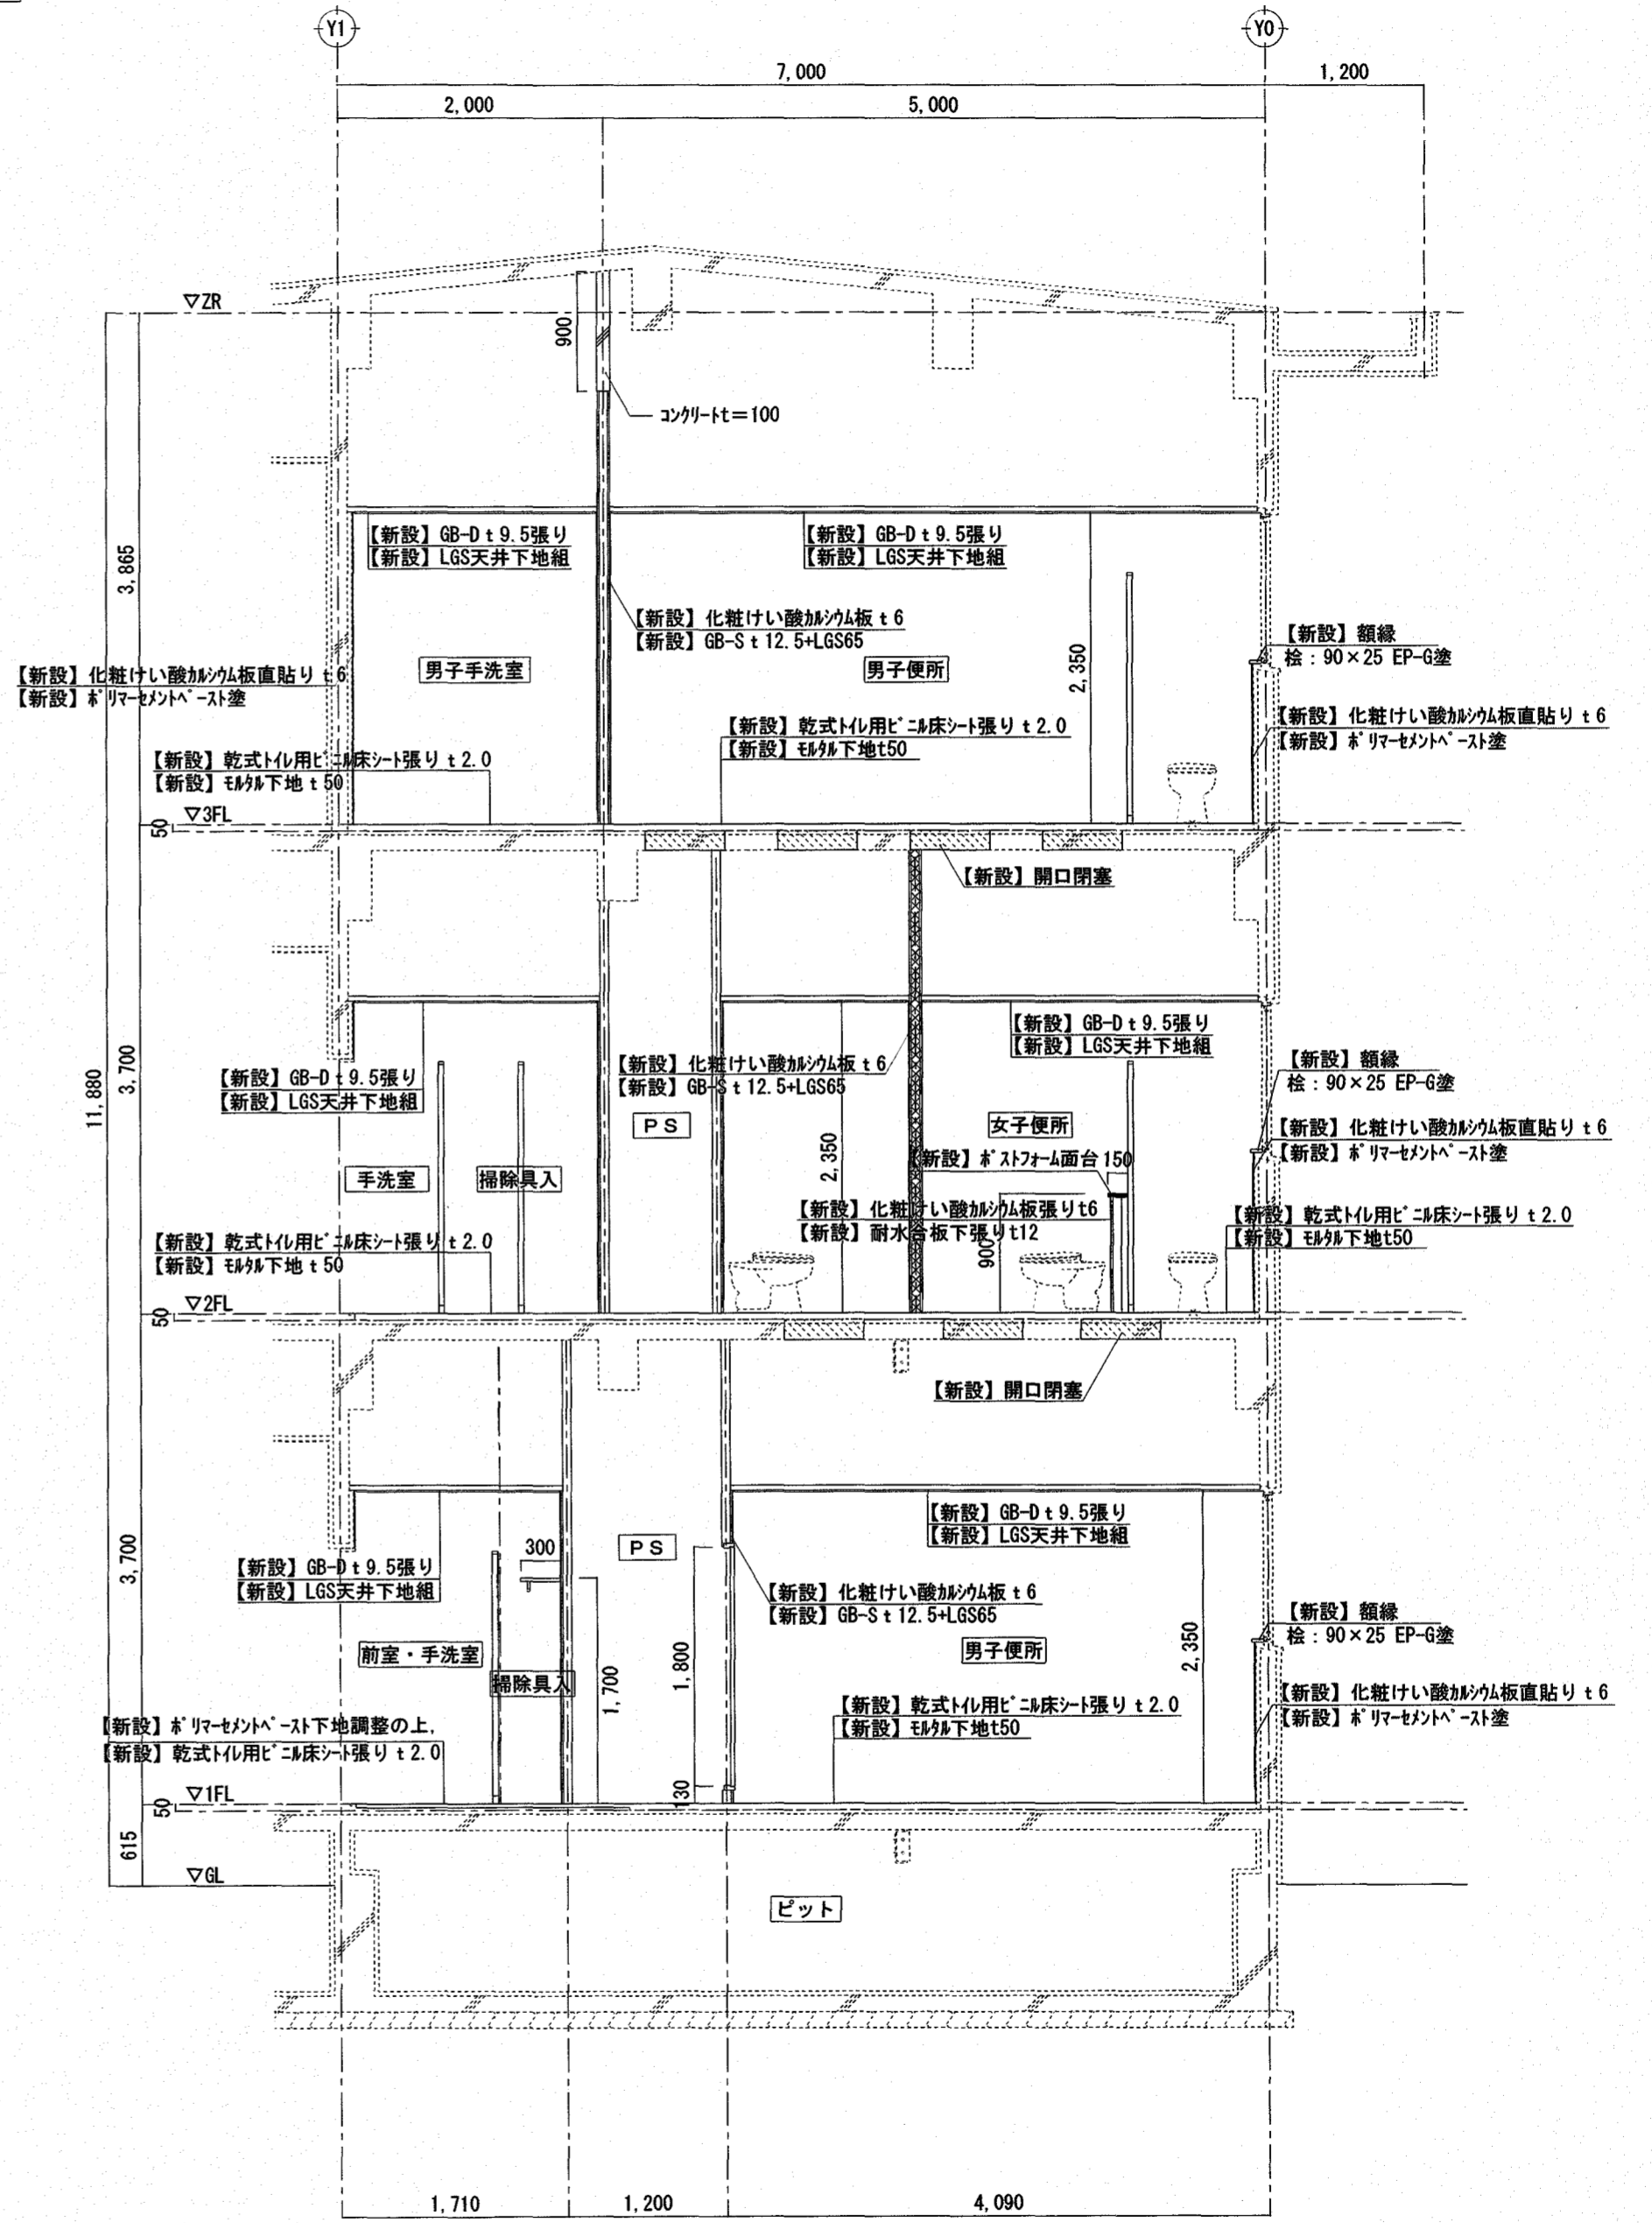 Y1
Y0
7,000
1,200
2,000
5,000
▽ZR
900
コンクリートt=100
【新設】GB-D t 9.5張り
【新設】LGS天井下地組
【新設】GB-D t 9.5張り
【新設】LGS天井下地組
3,865
【新設】化粧けい酸カルシウム板 t 6
【新設】GB-S t 12.5+LGS65
【新設】額縁
桧：90×25 EP-G塗
男子手洗室
男子便所
2,350
【新設】化粧けい酸カルシウム板直貼り t 6
【新設】ポリマーセメントペースト塗
【新設】化粧けい酸カルシウム板直貼り t 6
【新設】ポリマーセメントペースト塗
【新設】乾式トイレ用ビニル床シート張り t 2.0
【新設】モルタル下地t50
【新設】乾式トイレ用ビニル床シート張り t 2.0
【新設】モルタル下地 t 50
▽3FL
50
【新設】開口閉塞
11,880
3,700
【新設】GB-D t 9.5張り
【新設】LGS天井下地組
【新設】化粧けい酸カルシウム板 t 6
【新設】GB-S t 12.5+LGS65
【新設】額縁
桧：90×25 EP-G塗
【新設】GB-D t 9.5張り
【新設】LGS天井下地組
PS
女子便所
2,350
【新設】化粧けい酸カルシウム板直貼り t 6
【新設】ポリマーセメントペースト塗
【新設】ポストフォーム面台
150
手洗室
掃除具入
【新設】化粧けい酸カルシウム板張りt6
【新設】耐水合板下張りt12
900
【新設】乾式トイレ用ビニル床シート張り t 2.0
【新設】モルタル下地t50
【新設】乾式トイレ用ビニル床シート張り t 2.0
【新設】モルタル下地 t 50
▽2FL
50
【新設】開口閉塞
3,700
【新設】GB-D t 9.5張り
【新設】LGS天井下地組
300
PS
【新設】GB-D t 9.5張り
【新設】LGS天井下地組
【新設】化粧けい酸カルシウム板 t 6
【新設】GB-S t 12.5+LGS65
【新設】額縁
桧：90×25 EP-G塗
前室・手洗室
掃除具入
1,700
1,800
男子便所
2,350
【新設】化粧けい酸カルシウム板直貼り t 6
【新設】ポリマーセメントペースト塗
【新設】乾式トイレ用ビニル床シート張り t 2.0
【新設】モルタル下地t50
【新設】ポリマーセメントペースト下地調整の上，
【新設】乾式トイレ用ビニル床シート張り t 2.0
130
▽1FL
50
615
▽GL
ピット
1,710
1,200
4,090